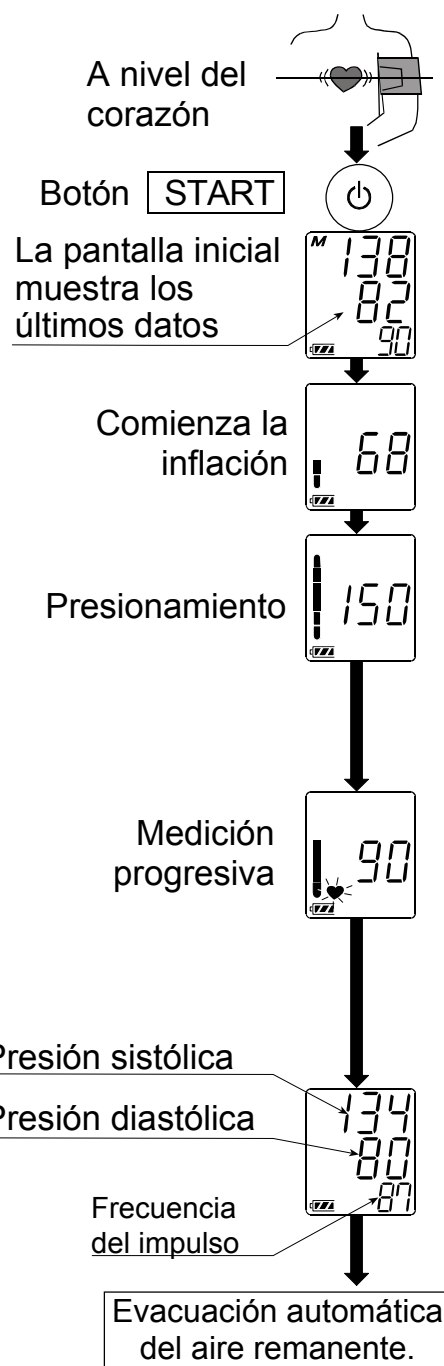 A nivel del
corazón
Botón START
La pantalla inicial
muestra los
últimos datos
M 138
82
90
Comienza la
inflación
68
Presionamiento
150
Medición
progresiva
90
Presión sistólica
134
Presión diastólica
80
Frecuencia
del impulso
87
Evacuación automática
del aire remanente.